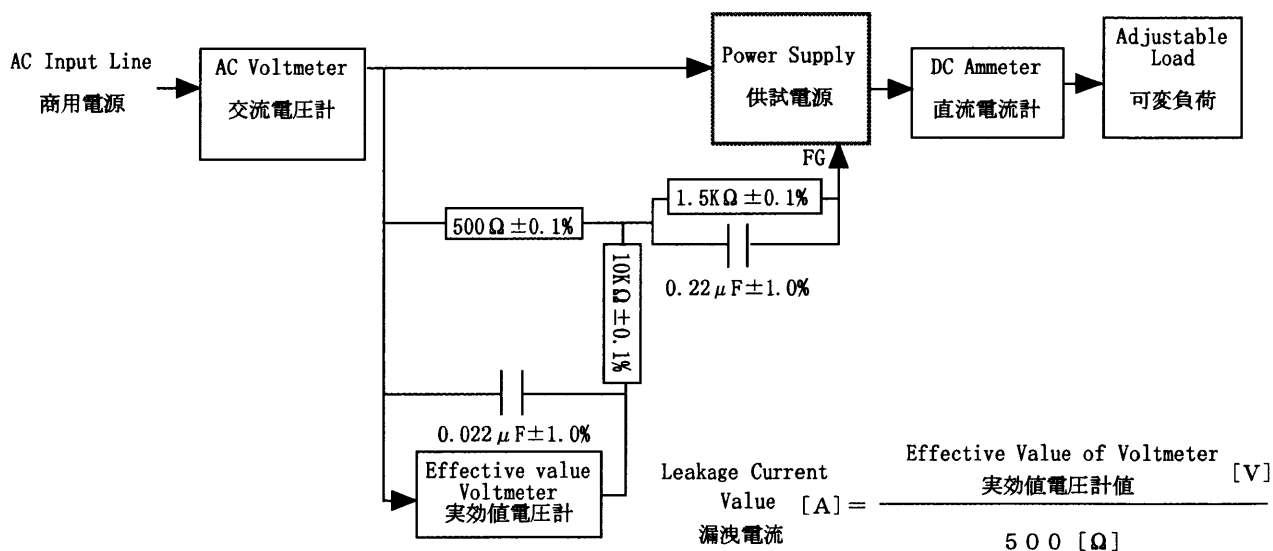 AC Input Line
商用電源
AC Voltmeter
交流電圧計
Power Supply
供試電源
DC Ammeter
直流電流計
Adjustable
Load
可変負荷
FG
1.5KΩ±0.1%
500Ω±0.1%
0.22μF±1.0%
10KΩ±0.1%
0.022μF±1.0%
Effective value
Voltmeter
実効値電圧計
Leakage Current
Value [A]=
漏洩電流
Effective Value of Voltmeter
実効値電圧計値
[V]
500 [Ω]